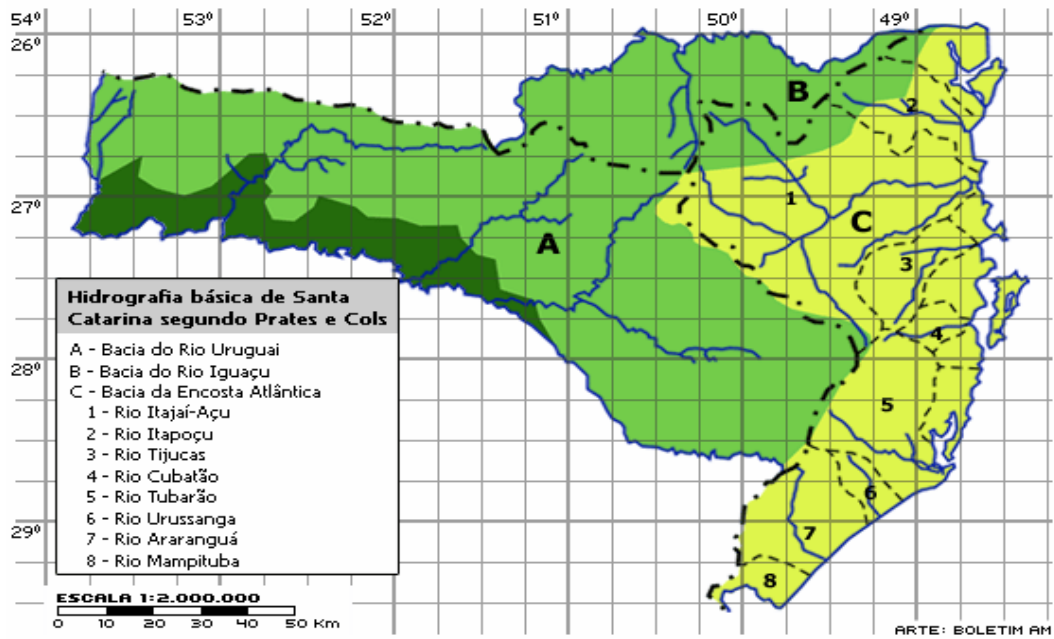 54º 53º 52º 51º 50º 49º
26º
B
2
27º
1
C
A
3
Hidrografia básica de Santa
Catarina segundo Prates e Cols
A - Bacia do Rio Uruguai
B - Bacia do Rio Iguaçu
C - Bacia da Encosta Atlântica
1 - Rio Itajaí-Açu
2 - Rio Itapoçu
3 - Rio Tijucas
4 - Rio Cubatão
5 - Rio Tubarão
6 - Rio Urussanga
7 - Rio Araranguá
8 - Rio Mampituba
4
28º
5
6
29º
7
8
ESCALA 1:2.000.000
0 10 20 30 40 50 Km
ARTE: BOLETIM AM